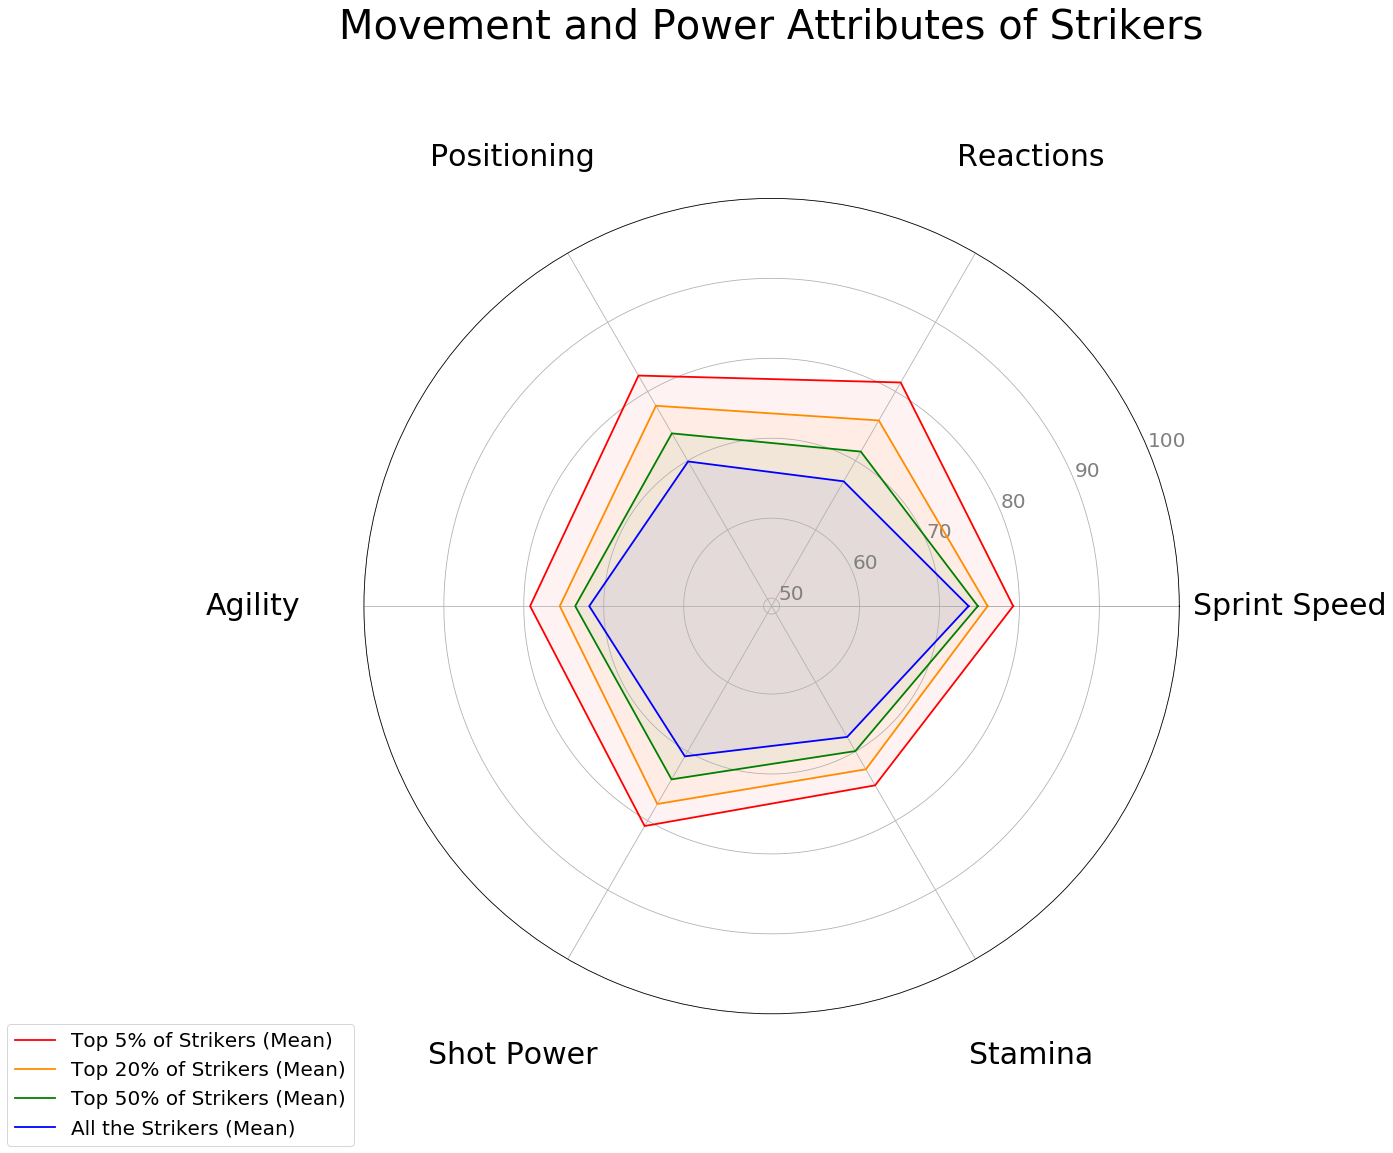 Movement and Power Attributes of Strikers
Positioning
Reactions
100
90
80
70
60
50
Agility
Sprint Speed
Shot Power
Stamina
Top 5% of Strikers (Mean)
Top 20% of Strikers (Mean)
Top 50% of Strikers (Mean)
All the Strikers (Mean)